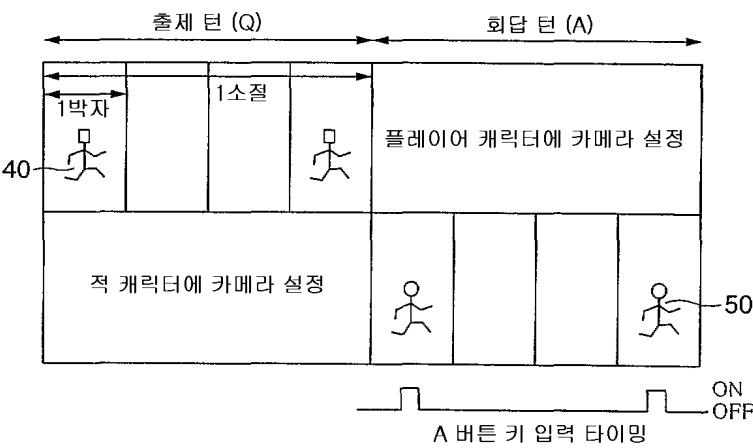 출제 턴 (Q)
회답 턴 (A)
1소절
1박자
플레이어 캐릭터에 카메라 설정
40
적 캐릭터에 카메라 설정
50
ON
OFF
A 버튼 키 입력 타이밍